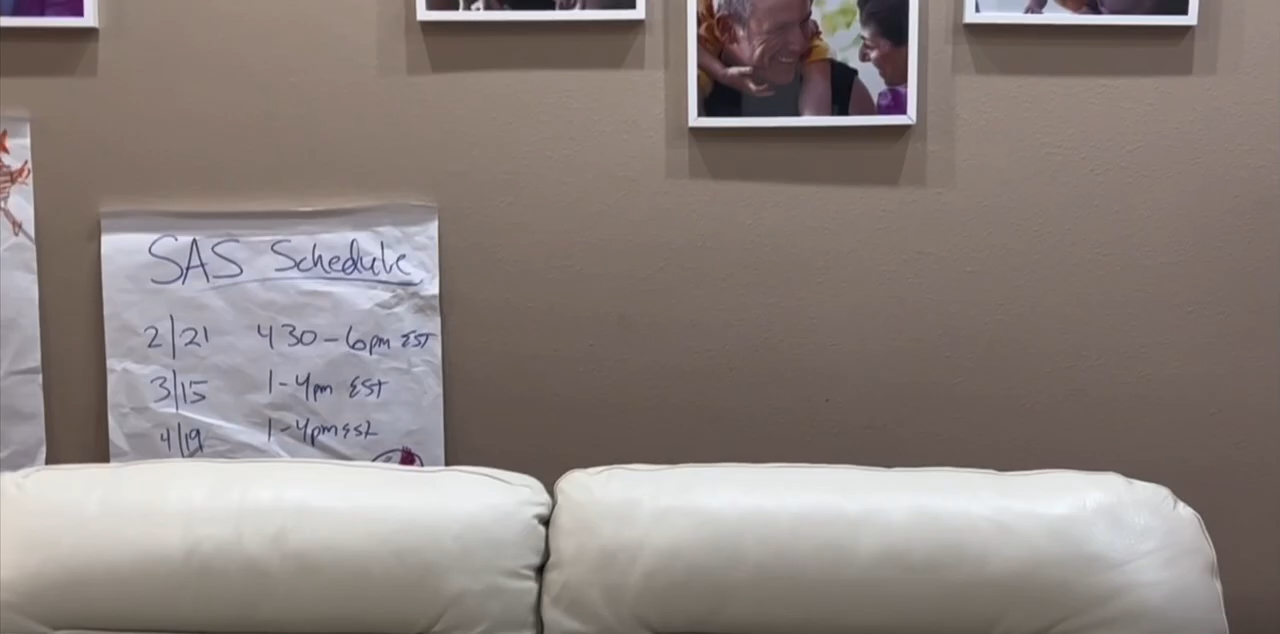 SAS Schedule
2/21 430-6pm EST
3/15 1-4pm EST
4/19 1-4pm EST